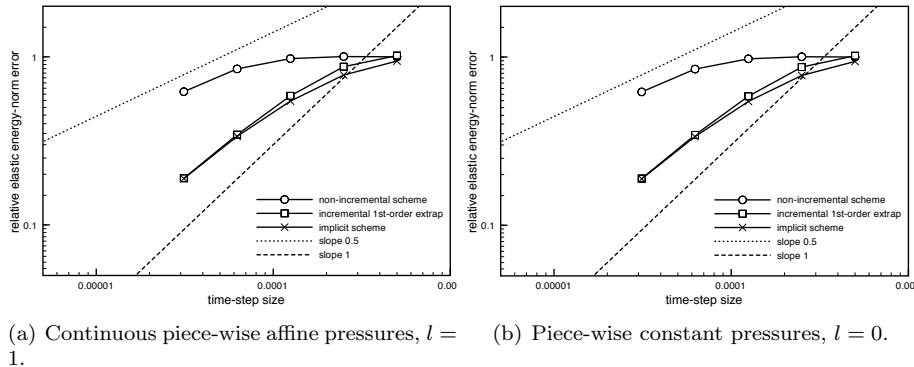 relative elastic energy-norm error
1
0.1
non-incremental scheme
incremental 1st-order extrap
implicit scheme
slope 0.5
slope 1
0.00001
0.0001
0.00
time-step size
(a) Continuous piece-wise affine pressures, l =
1.
relative elastic energy-norm error
1
0.1
non-incremental scheme
incremental 1st-order extrap
implicit scheme
slope 0.5
slope 1
0.00001
0.0001
0.00
time-step size
(b) Piece-wise constant pressures, l = 0.